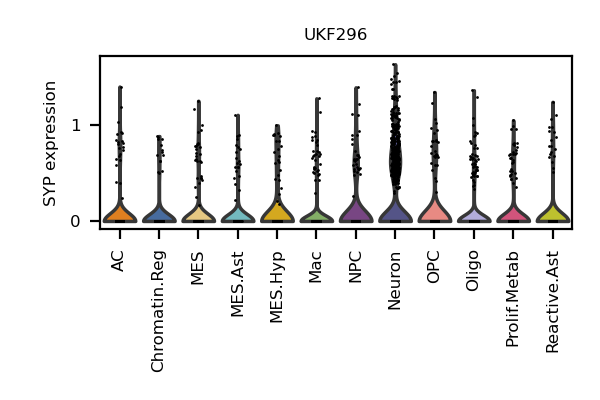 UKF296
SYP expression
1
0
AC
Chromatin.Reg
MES
MES.Ast
MES.Hyp
Mac
NPC
Neuron
OPC
Oligo
Prolif.Metab
Reactive.Ast